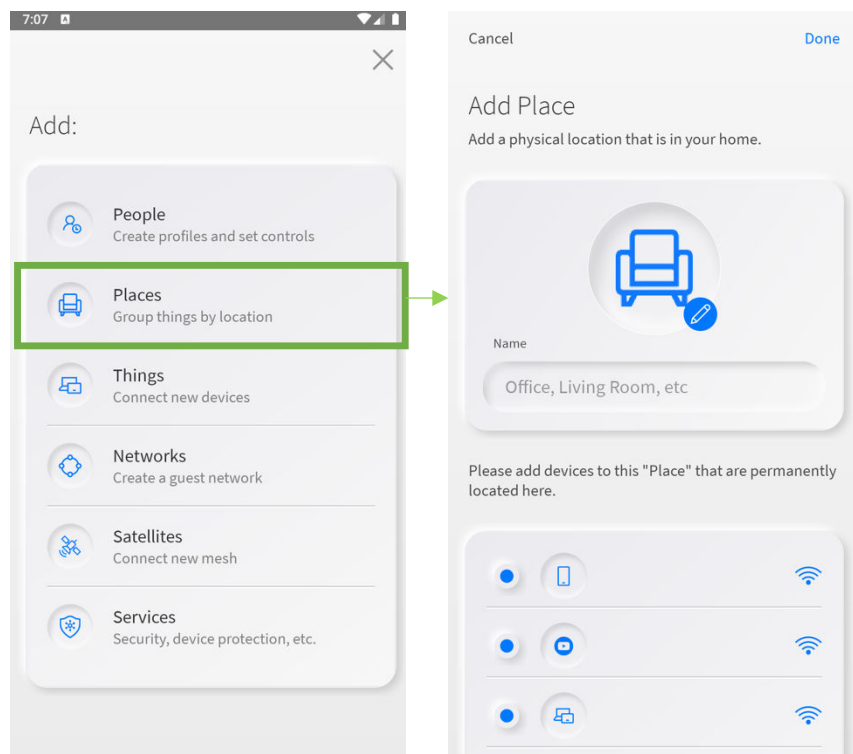 7:07
Add:
People
Create profiles and set controls
Places
Group things by location
Things
Connect new devices
Networks
Create a guest network
Satellites
Connect new mesh
Services
Security, device protection, etc.
Cancel
Done
Add Place
Add a physical location that is in your home.
Name
Office, Living Room, etc
Please add devices to this "Place" that are permanently
located here.